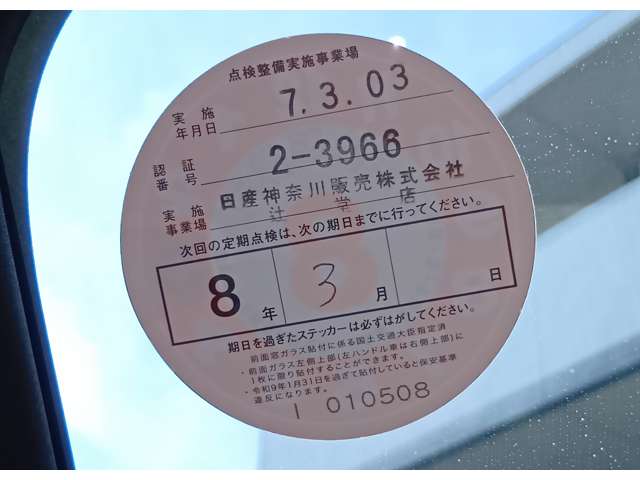 点検整備実施事業場
実施年月日 7.3.03
認証番号 2-3966
実施事業場 日産神奈川販売株式会社
辻堂店
次回の定期点検は、次の期日までに行ってください。
8年 3月 日
期日を過ぎたステッカーは必ずはがしてください。
前面窓ガラス貼付に係る国土交通大臣指定済
・前面ガラス左側上部(左ハンドル車は右側上部)に
1枚に限り貼付することができます。
・令和9年1月31日を過ぎて貼付していると保安基準
違反になります。
I 010508